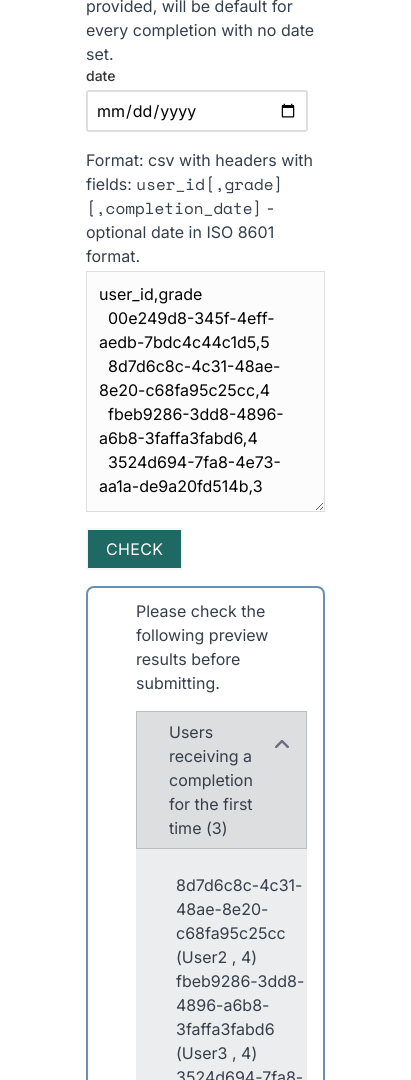 provided, will be default for
every completion with no date
set.
date
mm/dd/yyyy
Format: csv with headers with
fields: user_id[,grade]
[,completion_date] -
optional date in ISO 8601
format.
user_id,grade
00e249d8-345f-4eff-
aedb-7bdc4c44c1d5,5
8d7d6c8c-4c31-48ae-
8e20-c68fa95c25cc,4
fbeb9286-3dd8-4896-
a6b8-3faffa3fabd6,4
3524d694-7fa8-4e73-
aa1a-de9a20fd514b,3
CHECK
Please check the
following preview
results before
submitting.
Users
receiving a
completion
for the first
time (3)
8d7d6c8c-4c31-
48ae-8e20-
c68fa95c25cc
(User2 , 4)
fbeb9286-3dd8-
4896-a6b8-
3faffa3fabd6
(User3 , 4)
3524d694-7fa8-